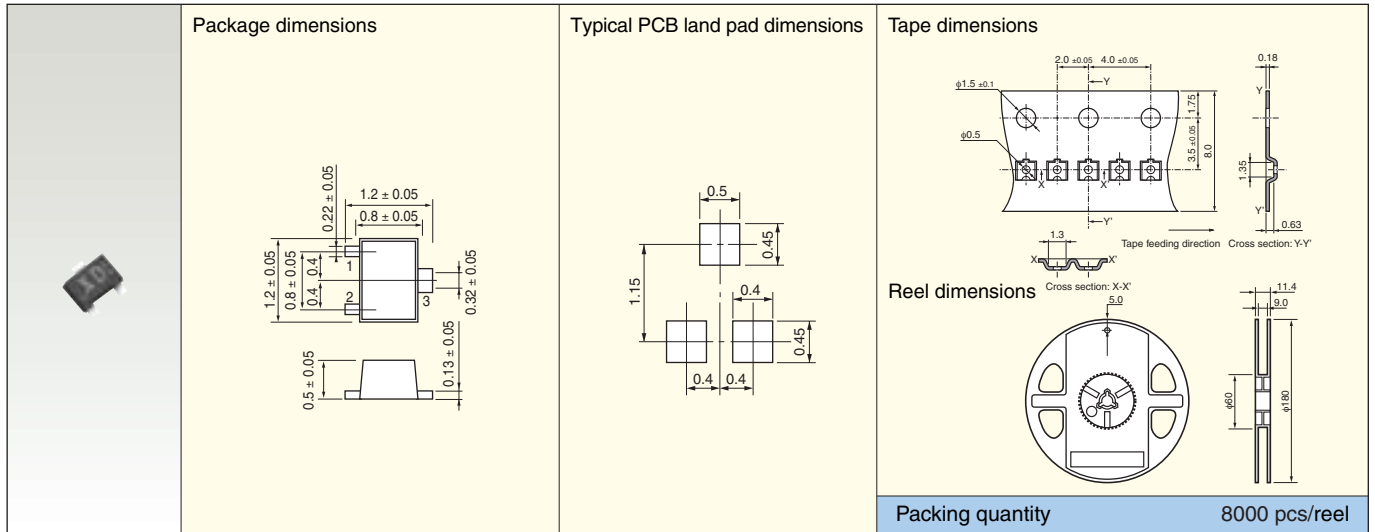 Package dimensions
1.2 ± 0.05
0.8 ± 0.05
0.22 ± 0.05
1.2 ± 0.05
0.8 ± 0.05
0.4
0.4
1
2
3
0.32 ± 0.05
0.5 ± 0.05
0.13 ± 0.05
Typical PCB land pad dimensions
0.5
0.45
1.15
0.4
0.45
0.4
0.4
Tape dimensions
2.0 ±0.05
4.0 ±0.05
0.18
φ1.5 ±0.1
Y
Y
1.75
φ0.5
3.5 ±0.05
8.0
1.35
X
X'
Y'
Y'
0.63
Tape feeding direction
Cross section: Y-Y'
1.3
X
X'
Cross section: X-X'
Reel dimensions
5.0
11.4
9.0
φ60
φ180
Packing quantity
8000 pcs/reel